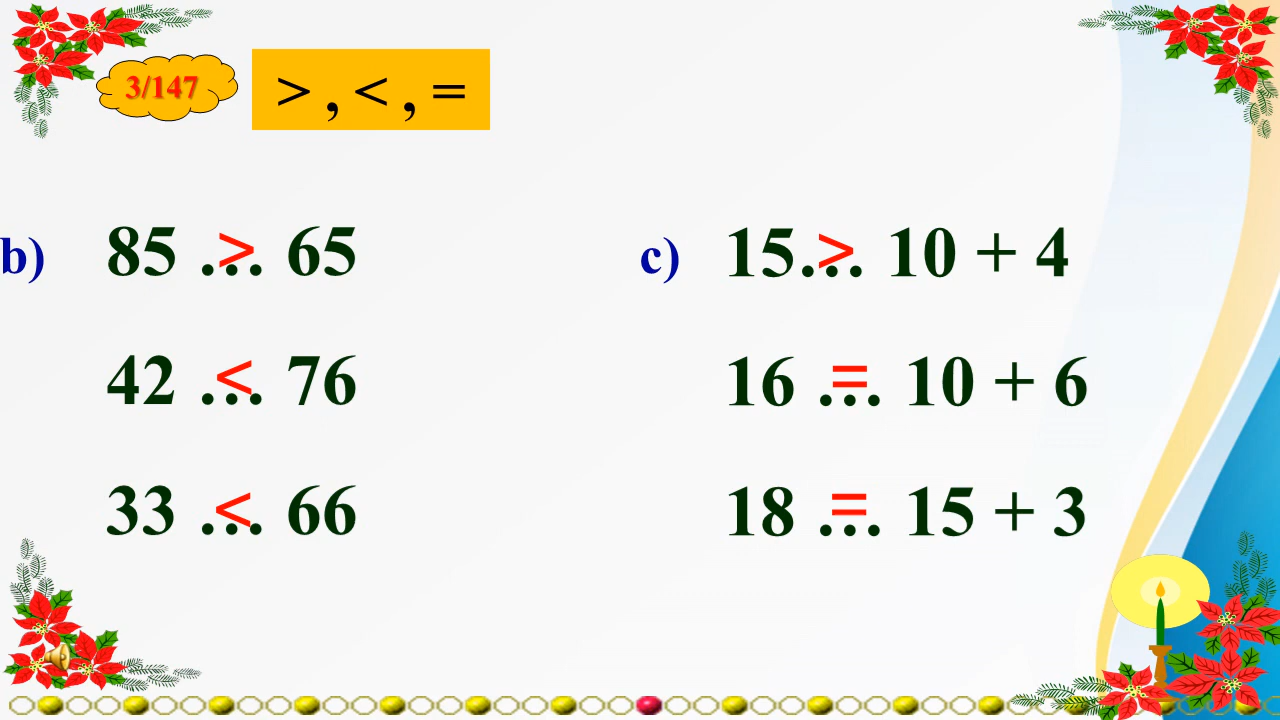 3/147
> , < , =
b) 85 ...>  65
42 ...< 76
33 ...< 66
c) 15...> 10 + 4
16 ...= 10 + 6
18 ...= 15 + 3